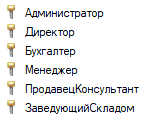 Администратор
Директор
Бухгалтер
Менеджер
ПродавецКонсультант
ЗаведующийСкладом